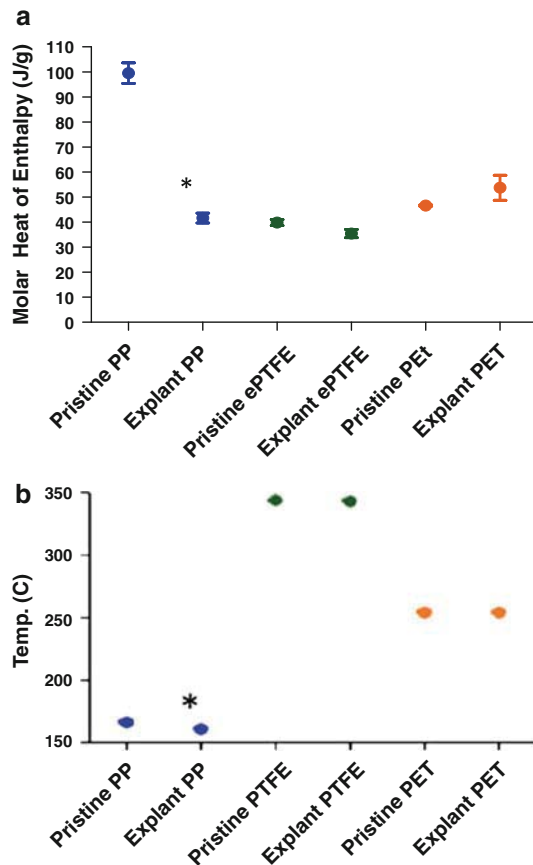 a
Molar Heat of Enthalpy (J/g)
110
100
90
80
70
60
50
40
30
20
10
0
*
Pristine PP
Explant PP
Pristine ePTFE
Explant ePTFE
Pristine PEt
Explant PET
b
Temp. (C)
350
300
250
200
150
*
Pristine PP
Explant PP
Pristine PTFE
Explant PTFE
Pristine PET
Explant PET